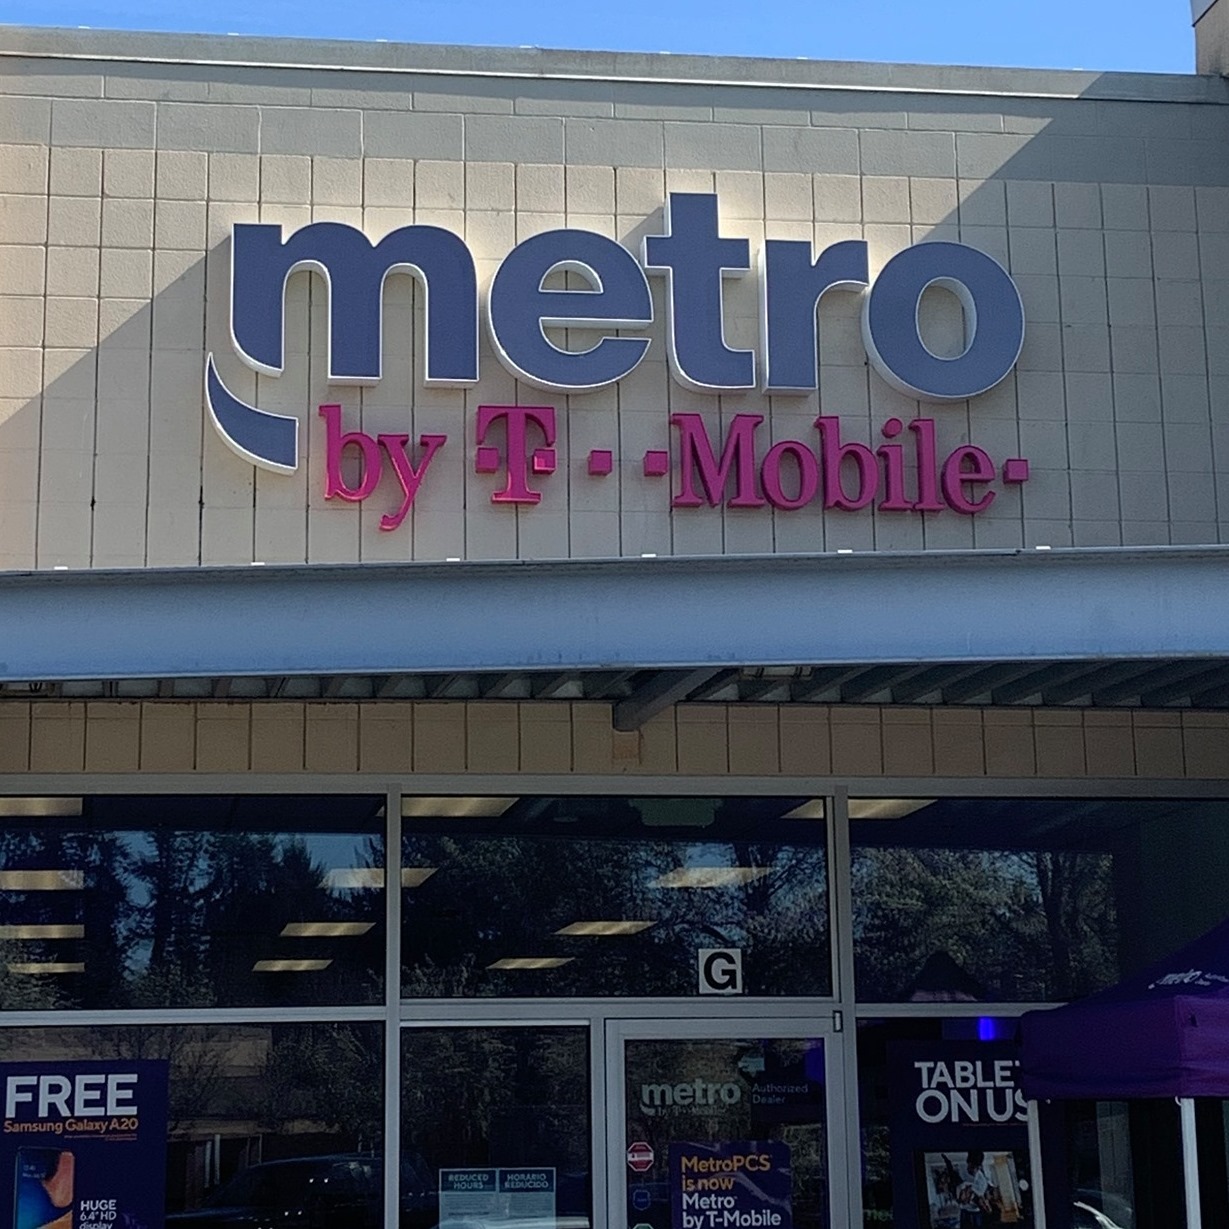 metro
by T··Mobile·
G
metro
FREE
Samsung Galaxy A20
HUGE
6.4" HD
display
REDUCED
HOURS
HORARIO
REDUCIDO
metro
by T··Mobile·
Authorized
Dealer
MetroPCS
is now
Metro
by T-Mobile
TABLET
ON US